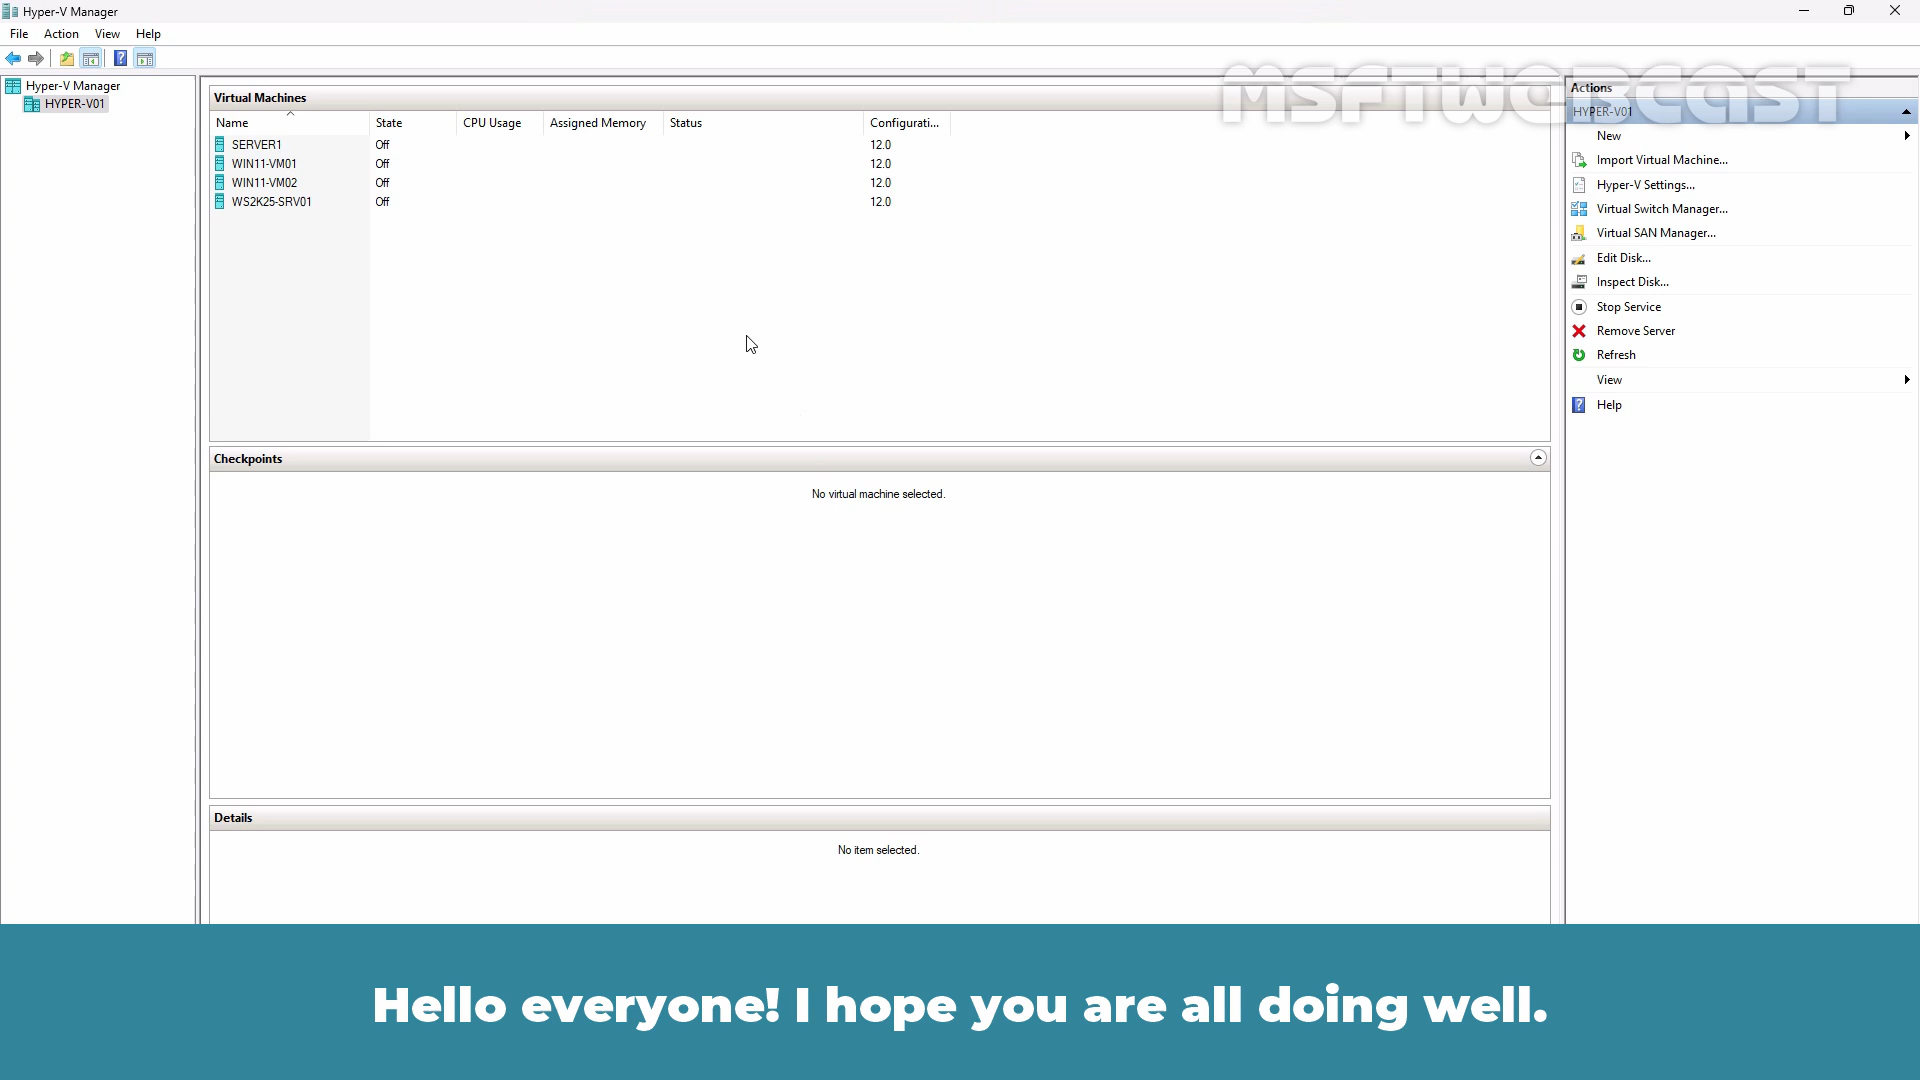 Hyper-V Manager
File Action View Help
Hyper-V Manager
HYPER-V01
Virtual Machines
Name State CPU Usage Assigned Memory Status Configurati...
SERVER1 Off 12.0
WIN11-VM01 Off 12.0
WIN11-VM02 Off 12.0
WS2K25-SRV01 Off 12.0
Checkpoints
No virtual machine selected.
Details
No item selected.
MSFTWEBCAST
Actions
HYPER-V01
New
Import Virtual Machine...
Hyper-V Settings...
Virtual Switch Manager...
Virtual SAN Manager...
Edit Disk...
Inspect Disk...
Stop Service
Remove Server
Refresh
View
Help
Hello everyone! I hope you are all doing well.